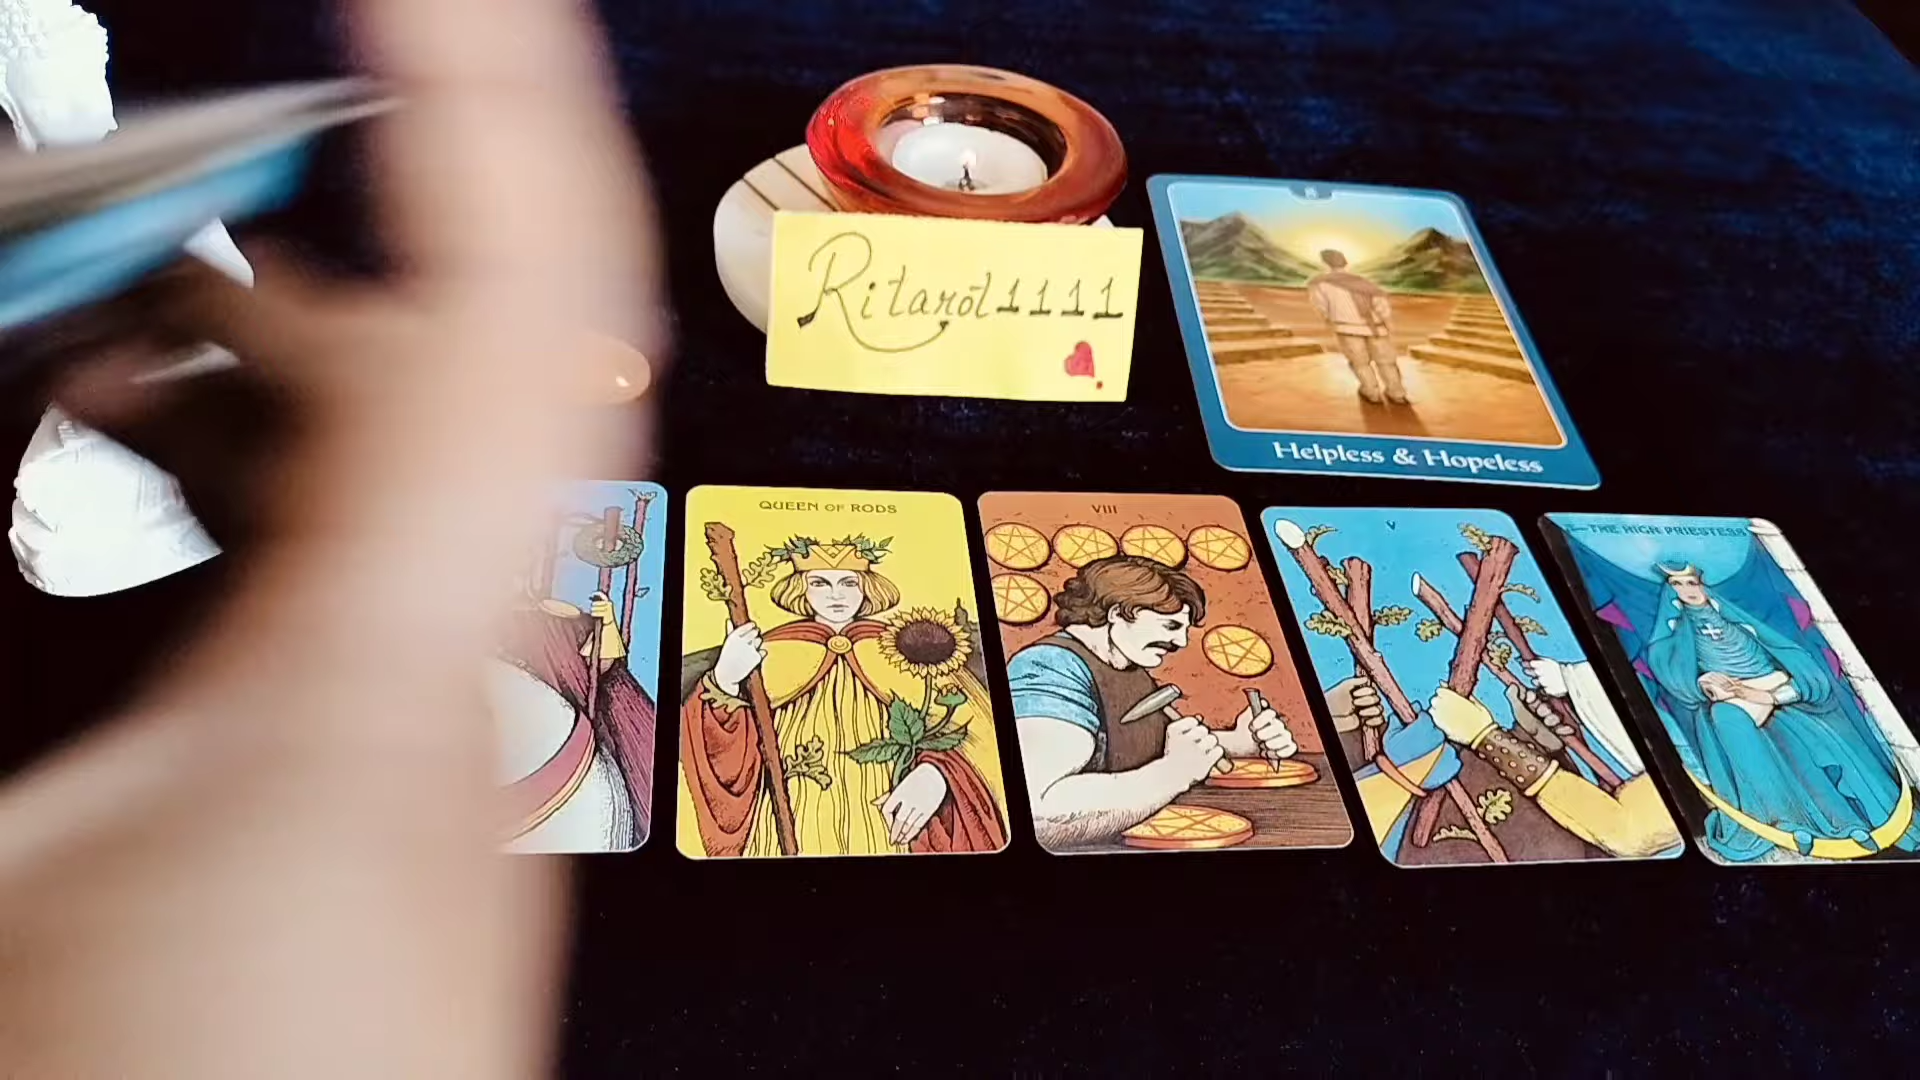 Ritarot1111
Helpless & Hopeless
QUEEN OF RODS
VIII
V
THE HIGH PRIESTESS